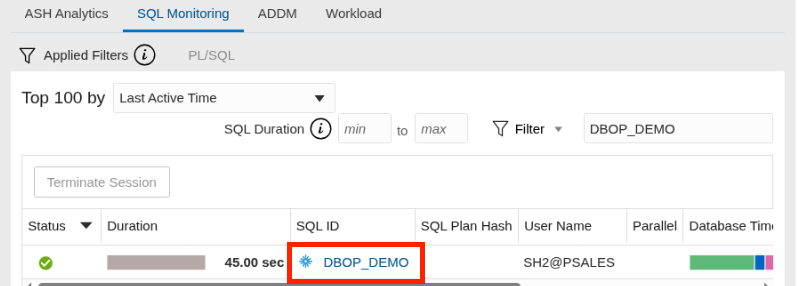 ASH Analytics SQL Monitoring ADDM Workload
Applied Filters i PL/SQL
Top 100 by Last Active Time
SQL Duration i min to max Filter DBOP_DEMO
Terminate Session
Status Duration SQL ID SQL Plan Hash User Name Parallel Database Time
45.00 sec DBOP_DEMO SH2@PSALES